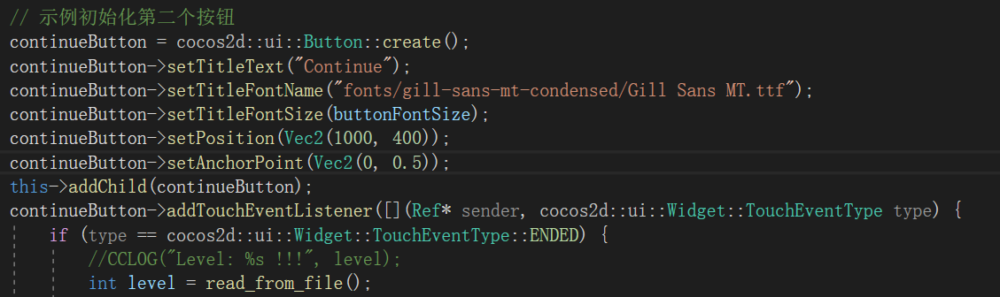 // 示例初始化第二个按钮
continueButton = cocos2d::ui::Button::create();
continueButton->setTitleText("Continue");
continueButton->setTitleFontName("fonts/gill-sans-mt-condensed/Gill Sans MT.ttf");
continueButton->setTitleFontSize(buttonFontSize);
continueButton->setPosition(Vec2(1000, 400));
continueButton->setAnchorPoint(Vec2(0, 0.5));
this->addChild(continueButton);
continueButton->addTouchEventListener([](Ref* sender, cocos2d::ui::Widget::TouchEventType type) {
if (type == cocos2d::ui::Widget::TouchEventType::ENDED) {
//CCLOG("Level: %s !!!", level);
int level = read_from_file();